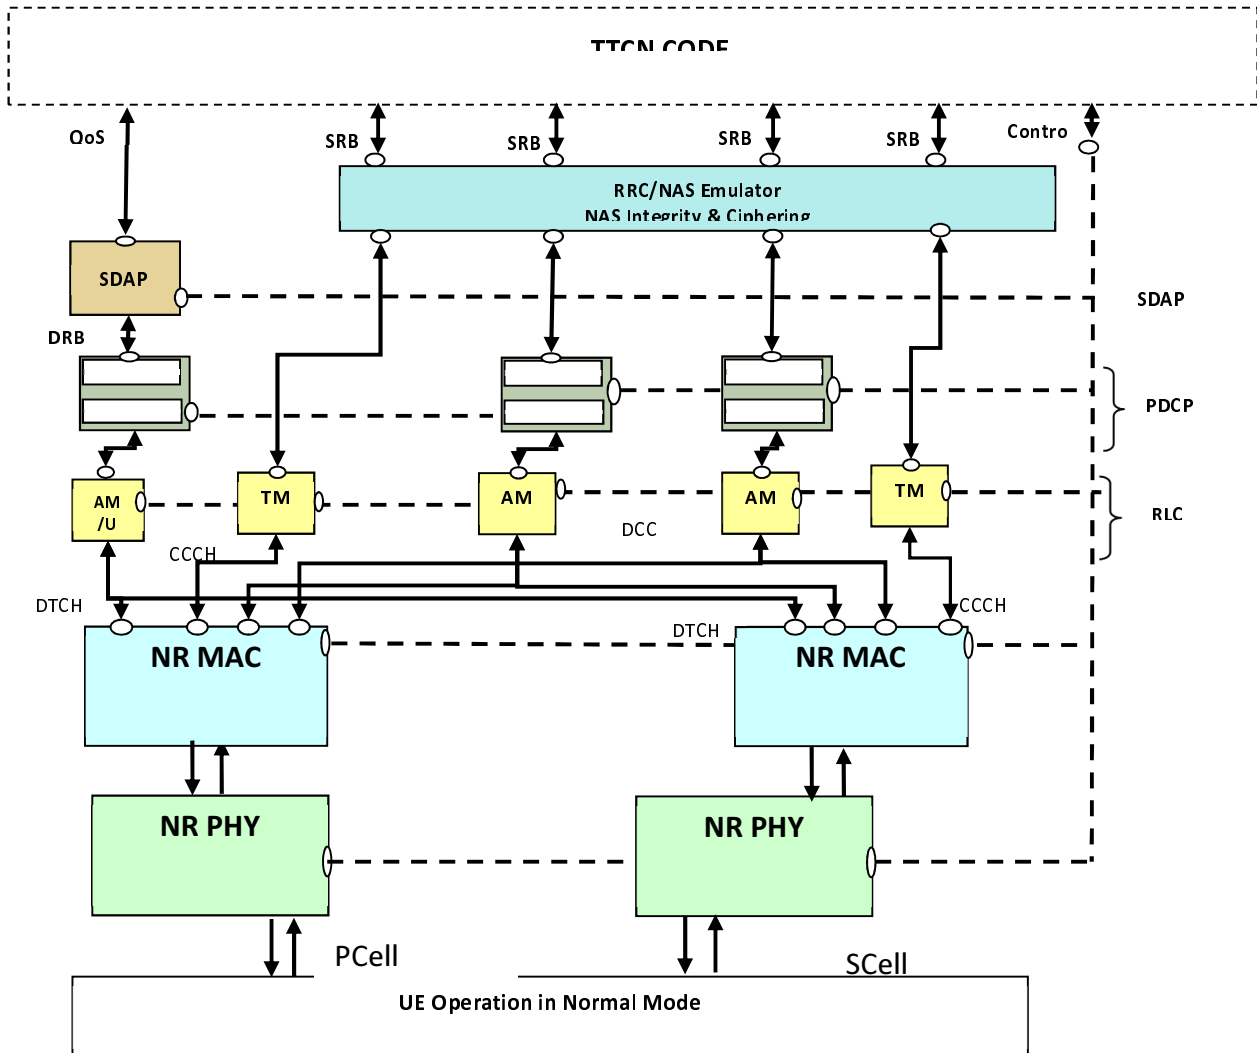 TTCN CODE
QoS
SRB
SRB
SRB
SRB
Contro
RRC/NAS Emulator
NAS Integrity & Ciphering
SDAP
SDAP
DRB
PDCP
AM
/U
TM
AM
AM
TM
RLC
DCC
CCCH
DTCH
CCCH
DTCH
NR MAC
NR MAC
NR PHY
NR PHY
PCell
SCell
UE Operation in Normal Mode